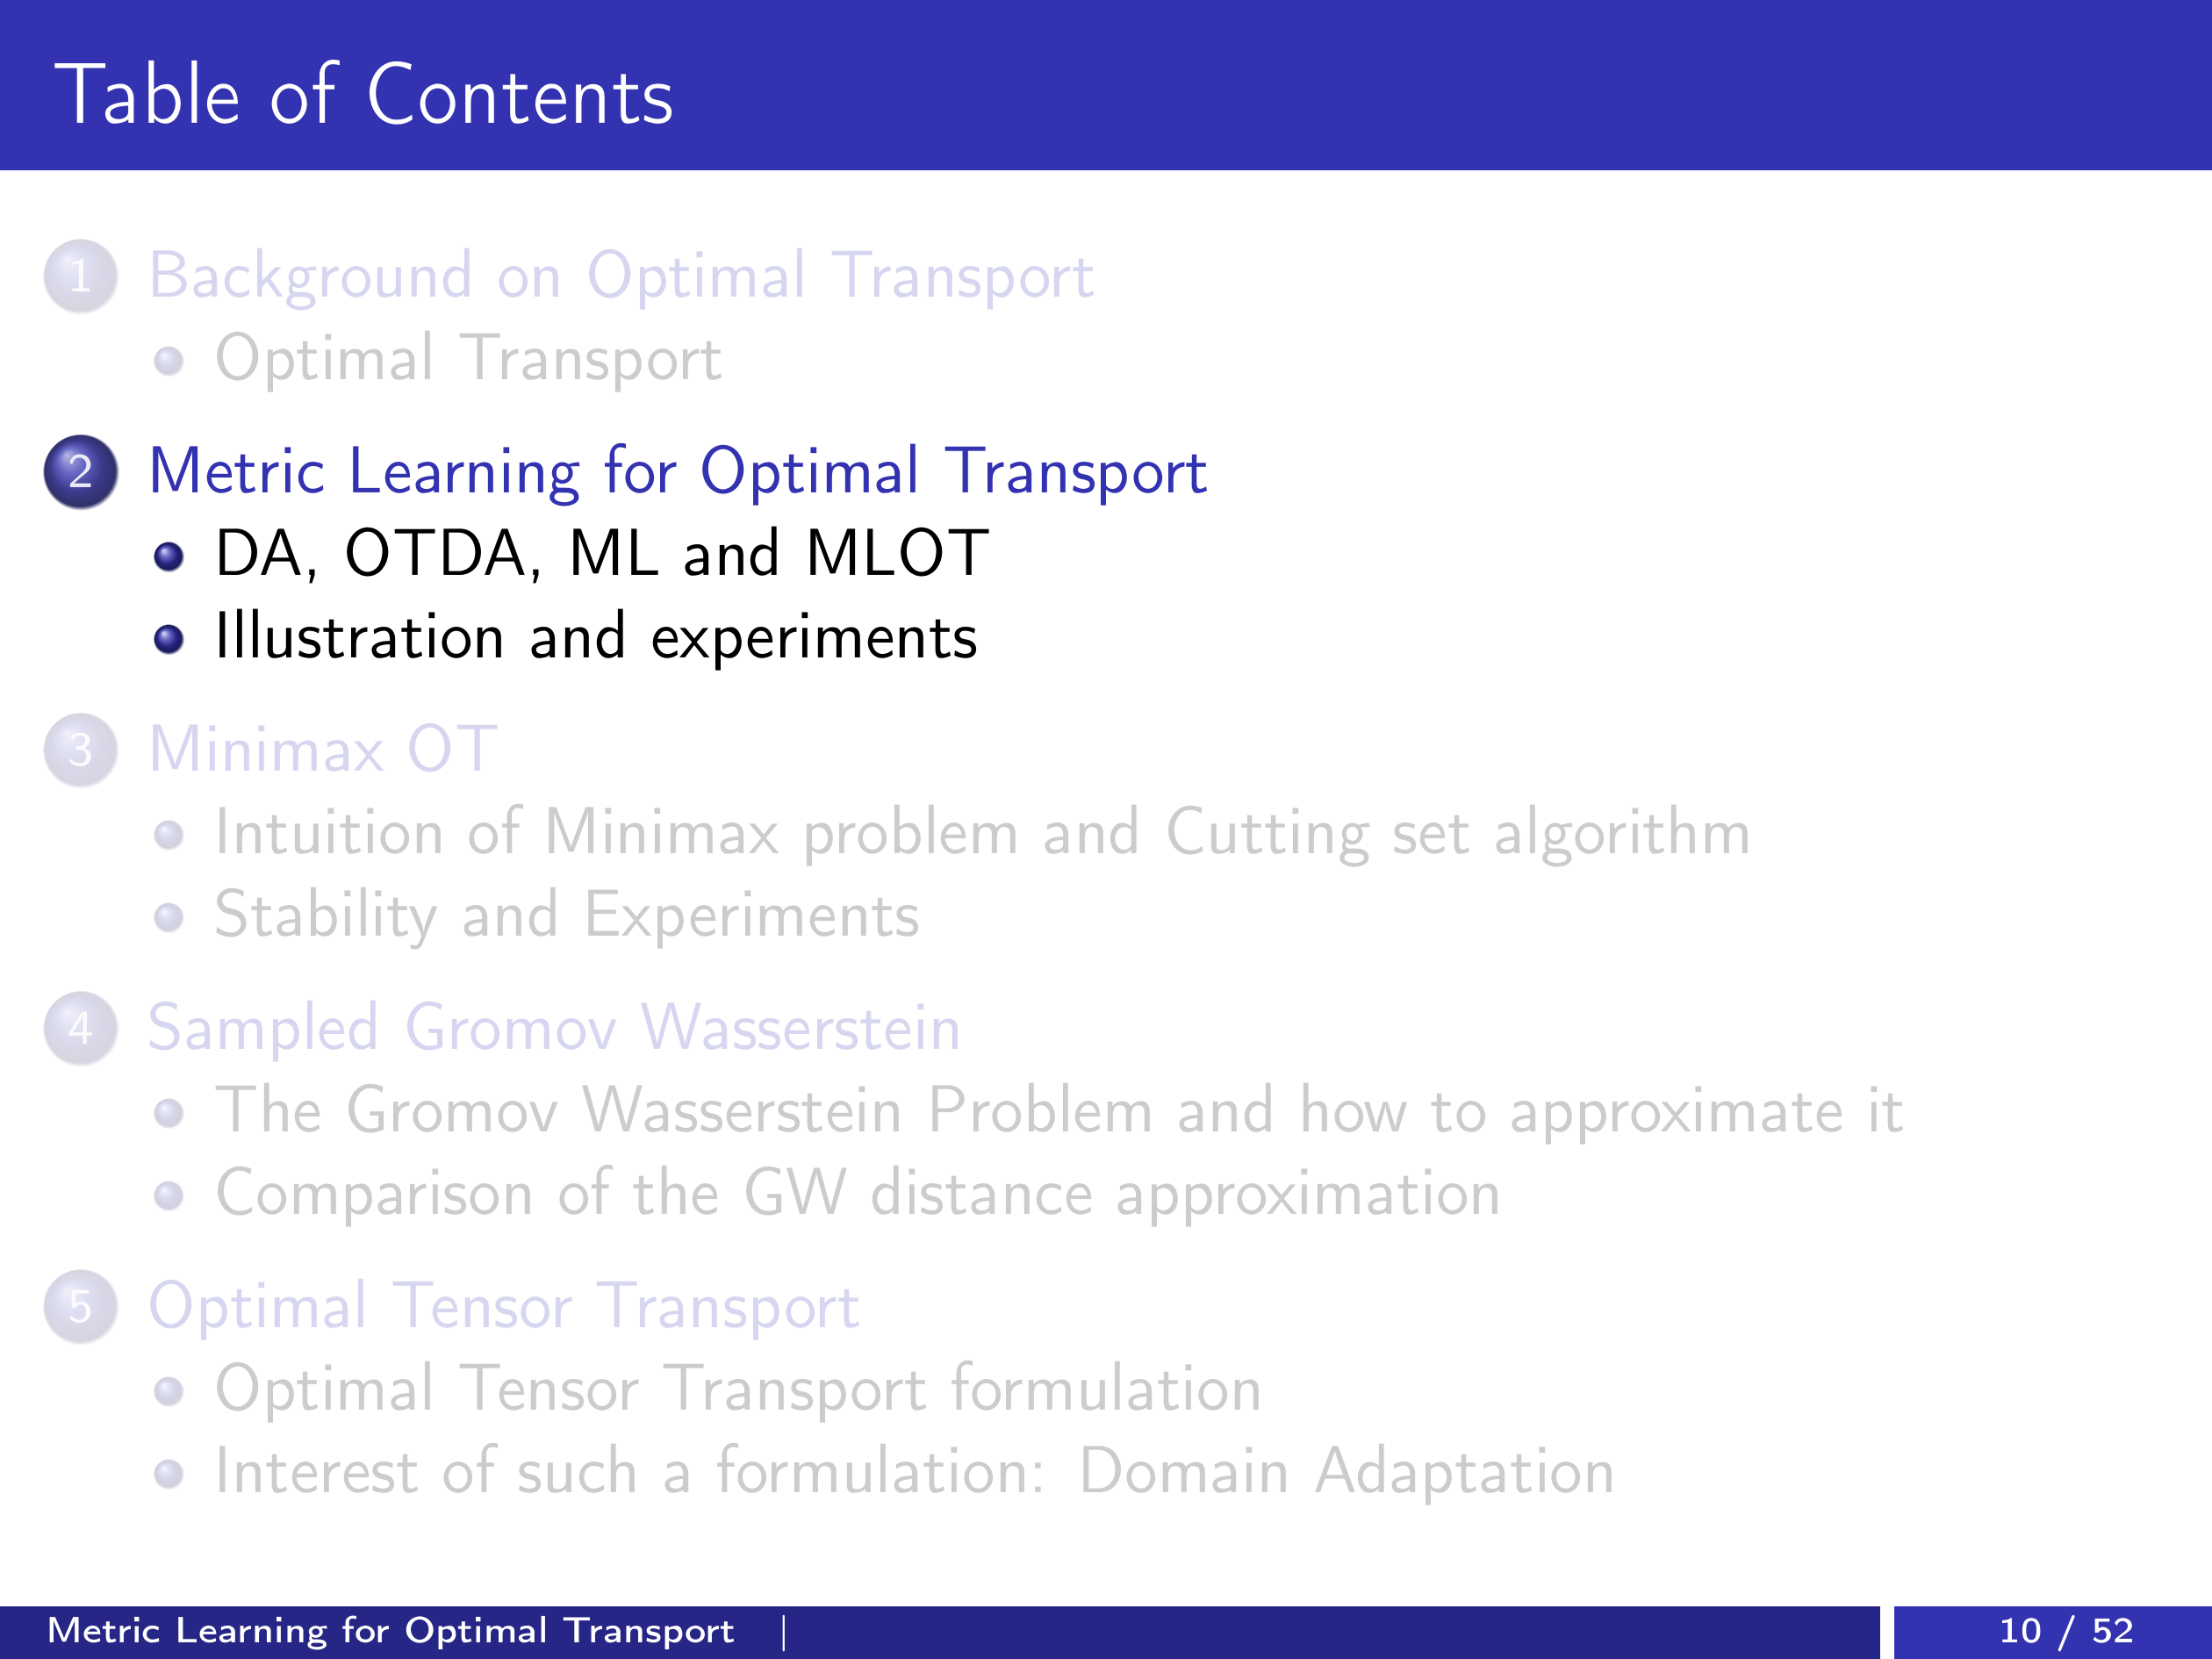 Table of Contents
1 Background on Optimal Transport
Optimal Transport
2 Metric Learning for Optimal Transport
DA, OTDA, ML and MLOT
Illustration and experiments
3 Minimax OT
Intuition of Minimax problem and Cutting set algorithm
Stability and Experiments
4 Sampled Gromov Wasserstein
The Gromov Wasserstein Problem and how to approximate it
Comparison of the GW distance approximation
5 Optimal Tensor Transport
Optimal Tensor Transport formulation
Interest of such a formulation: Domain Adaptation
Metric Learning for Optimal Transport | 10 / 52